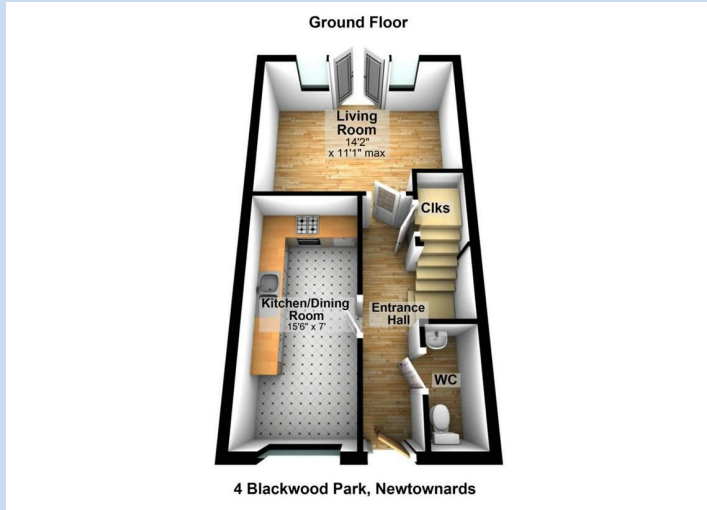 Ground Floor
Living
Room
14'2"
x 11'1" max
Clks
Kitchen/Dining
Room
15'6" x 7'
Entrance
Hall
WC
4 Blackwood Park, Newtownards